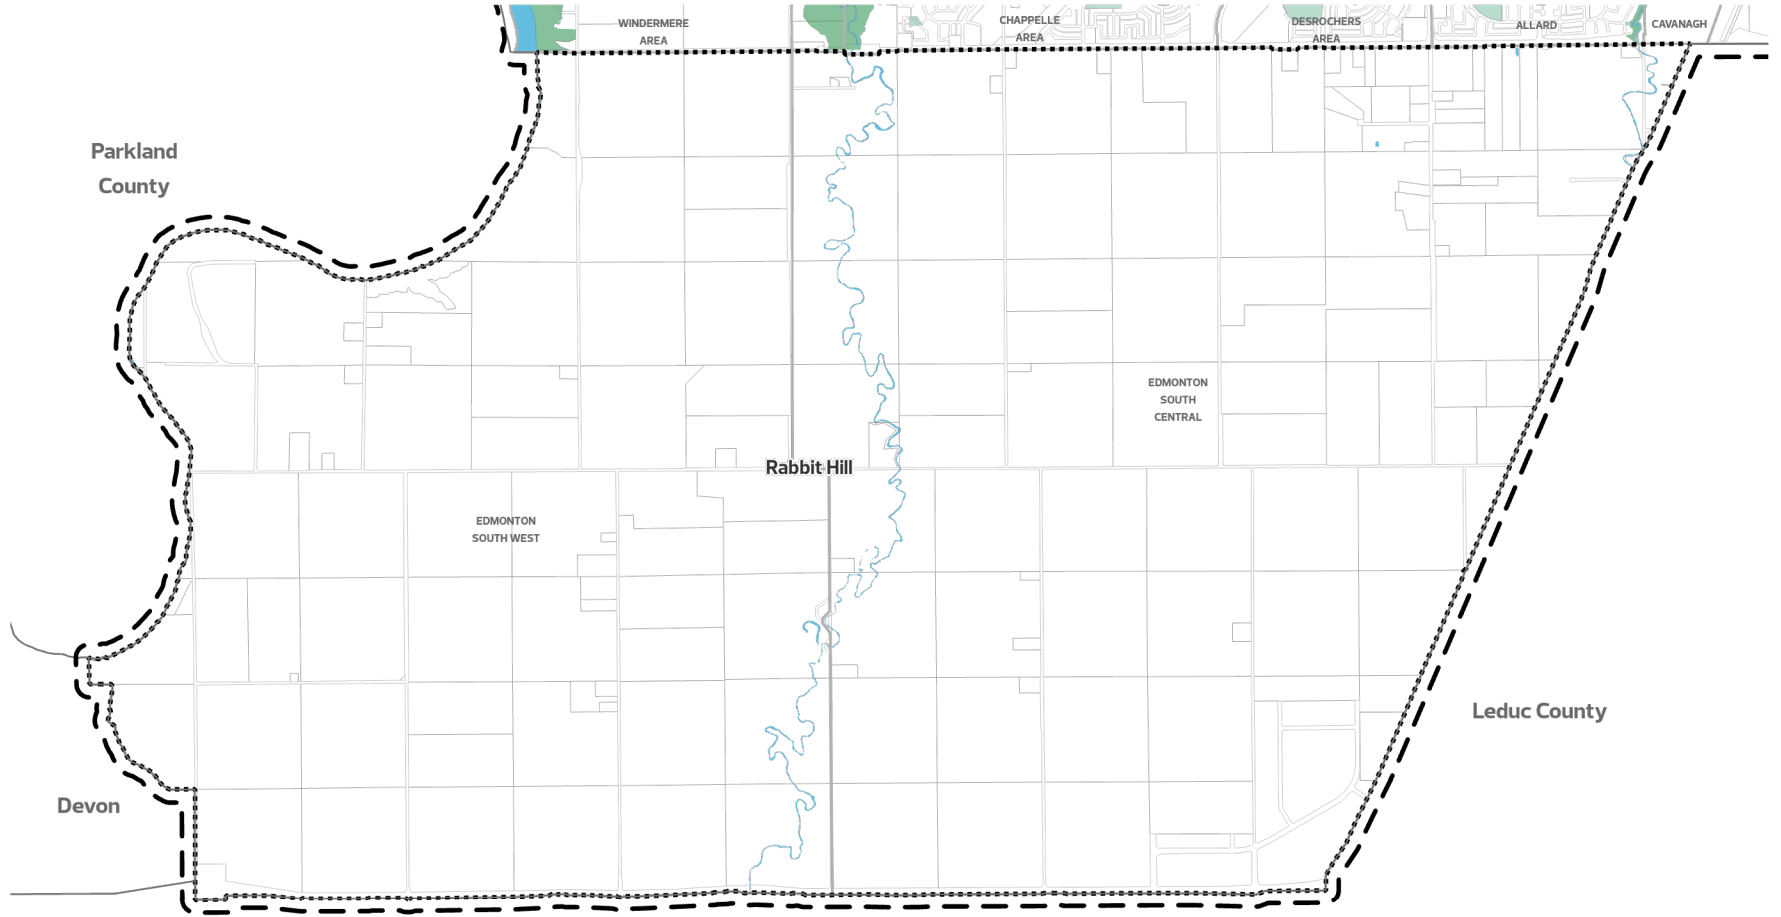 WINDERMERE
AREA
CHAPPELLE
AREA
DESROCHERS
AREA
ALLARD
CAVANAGH
Parkland
County
EDMONTON
SOUTH
CENTRAL
Rabbit Hill
EDMONTON
SOUTH WEST
Leduc County
Devon